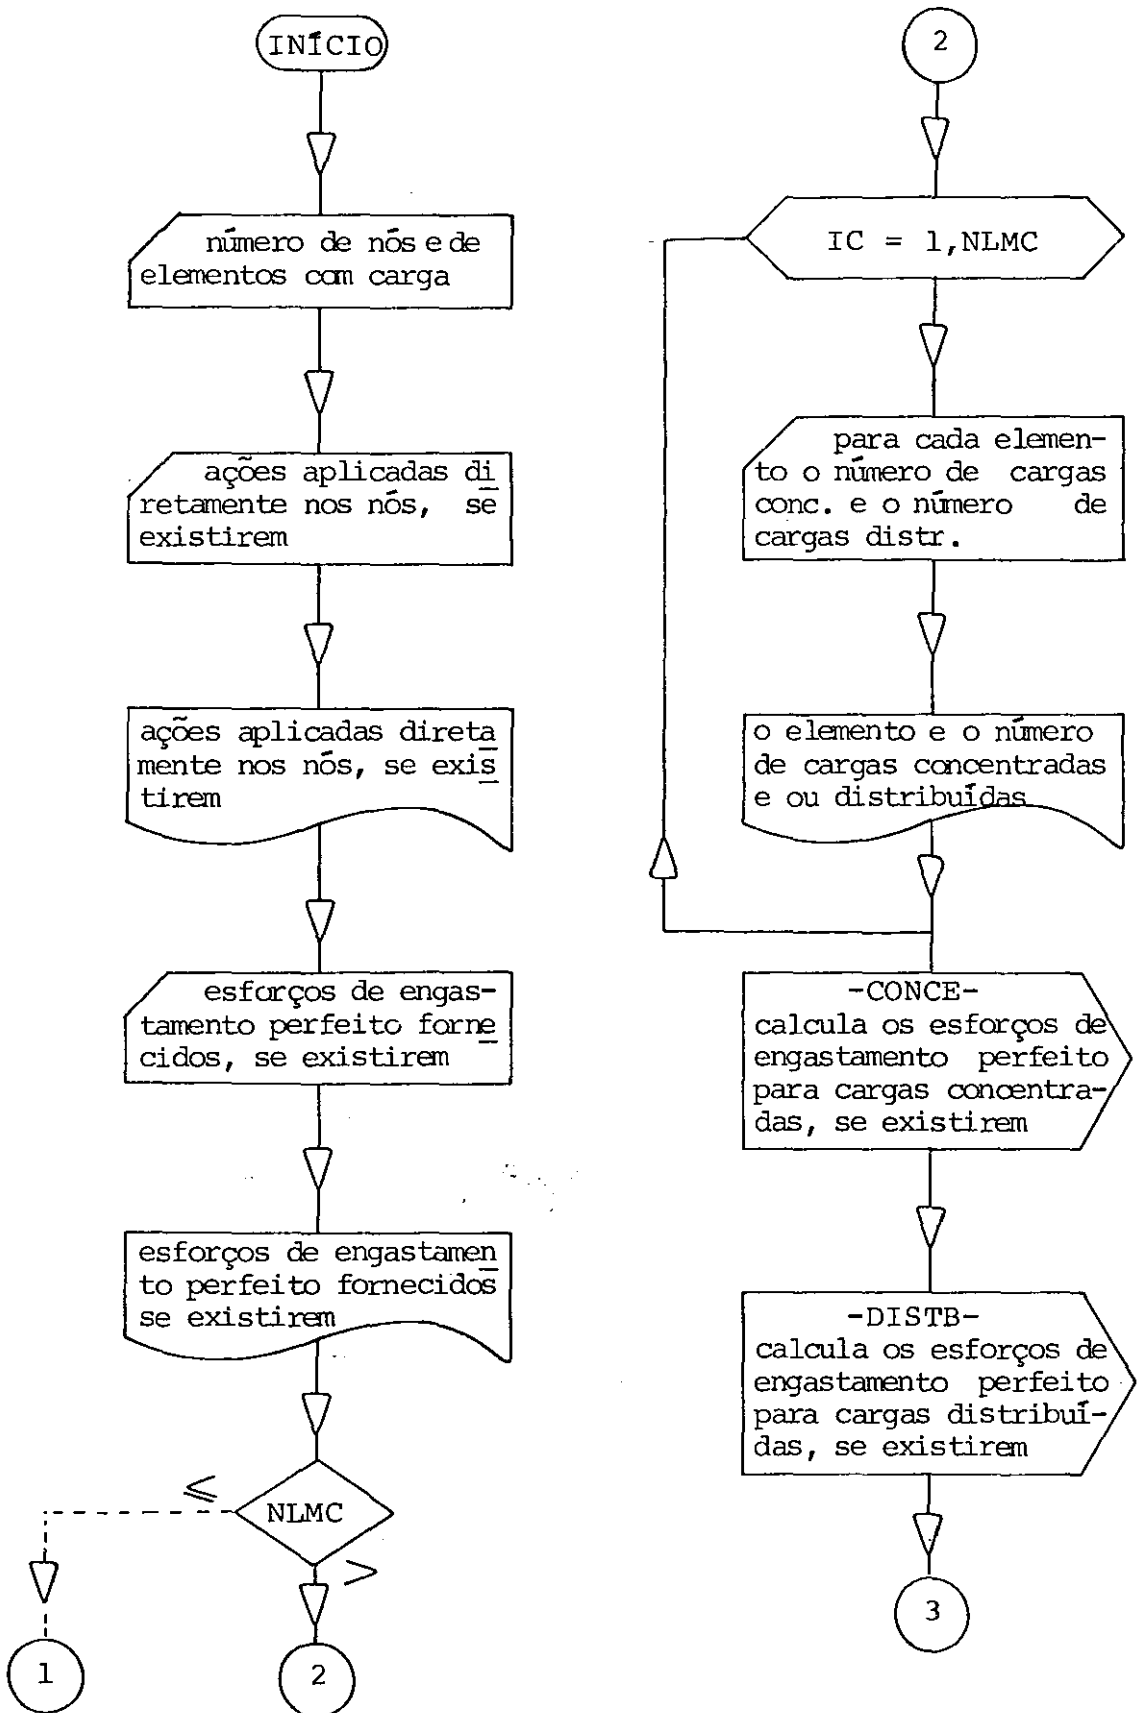 INÍCIO
número de nós e de
elementos com carga
ações aplicadas di
retamente nos nós, se
existirem
ações aplicadas direta
mente nos nós, se exis
tirem
esforços de engas-
tamento perfeito forne
cidos, se existirem
esforços de engastamen
to perfeito fornecidos
se existirem
≤
NLMC
>
1
2
2
IC = 1,NLMC
para cada elemen-
to o número de cargas
conc. e o número de
cargas distr.
o elemento e o número
de cargas concentradas
e ou distribuídas
-CONCE-
calcula os esforços de
engastamento perfeito
para cargas concentra-
das, se existirem
-DISTB-
calcula os esforços de
engastamento perfeito
para cargas distribuí-
das, se existirem
3